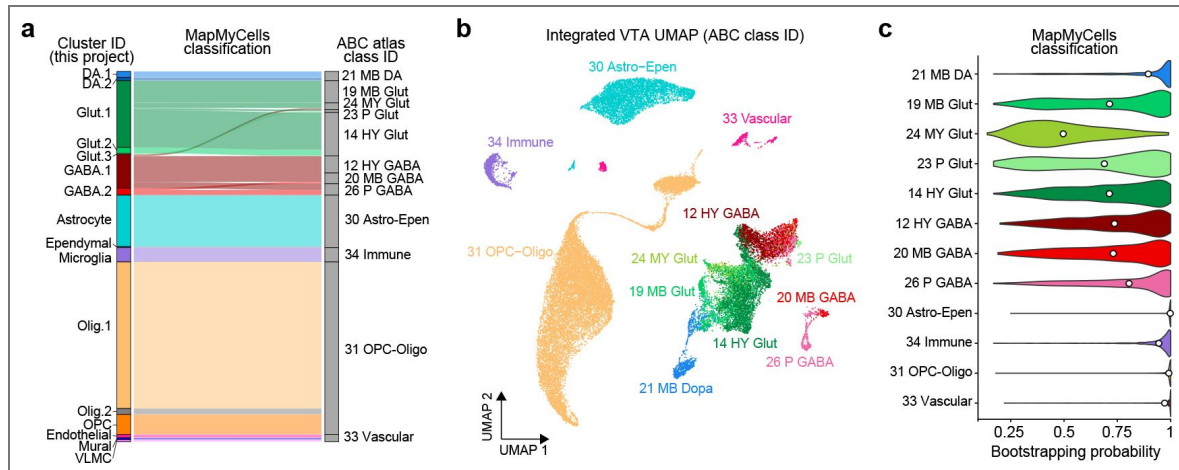 a
Cluster ID
(this project)
MapMyCells
classification
ABC atlas
class ID
DA.1
DA.2
Glut.1
Glut.2
Glut.3
GABA.1
GABA.2
Astrocyte
Ependymal
Microglia
Olig.1
Olig.2
OPC
Endothelial
Mural
VLMC
21 MB DA
19 MB Glut
24 MY Glut
23 P Glut
14 HY Glut
12 HY GABA
20 MB GABA
26 P GABA
30 Astro-Epen
34 Immune
31 OPC-Oligo
33 Vascular
b
Integrated VTA UMAP (ABC class ID)
30 Astro−Epen
33 Vascular
34 Immune
12 HY GABA
31 OPC−Oligo
24 MY Glut
23 P Glut
19 MB Glut
20 MB GABA
14 HY Glut
26 P GABA
21 MB Dopa
UMAP 2
UMAP 1
c
MapMyCells
classification
21 MB DA
19 MB Glut
24 MY Glut
23 P Glut
14 HY Glut
12 HY GABA
20 MB GABA
26 P GABA
30 Astro-Epen
34 Immune
31 OPC-Oligo
33 Vascular
0.25 0.5 0.75 1
Bootstrapping probability